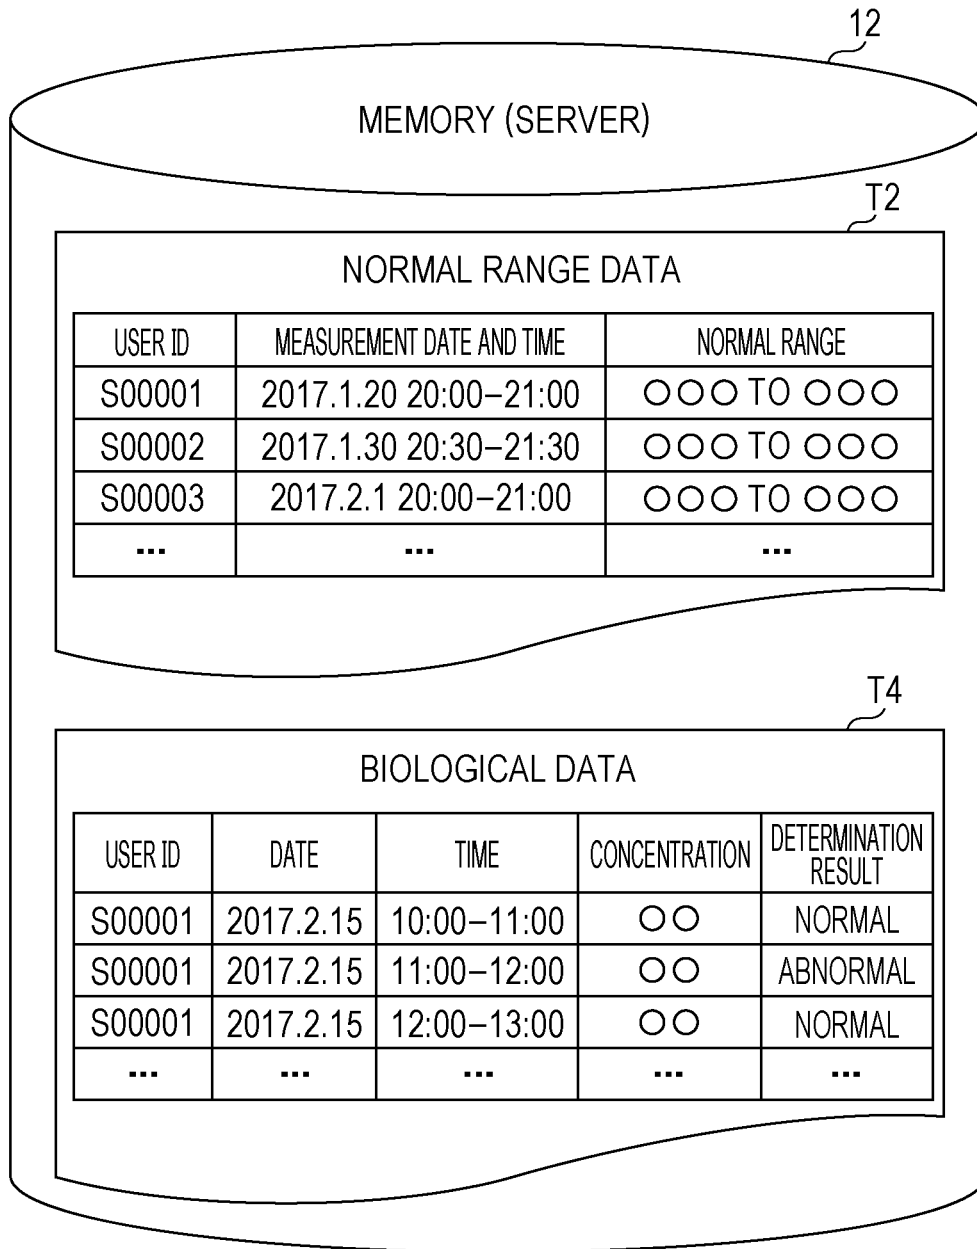 12
MEMORY (SERVER)
T2
NORMAL RANGE DATA
USER ID MEASUREMENT DATE AND TIME NORMAL RANGE
S00001 2017.1.20 20:00–21:00 ○○○ TO ○○○
S00002 2017.1.30 20:30–21:30 ○○○ TO ○○○
S00003 2017.2.1 20:00–21:00 ○○○ TO ○○○
... ... ...
T4
BIOLOGICAL DATA
USER ID DATE TIME CONCENTRATION DETERMINATION RESULT
S00001 2017.2.15 10:00–11:00 ○○ NORMAL
S00001 2017.2.15 11:00–12:00 ○○ ABNORMAL
S00001 2017.2.15 12:00–13:00 ○○ NORMAL
... ... ... ... ...